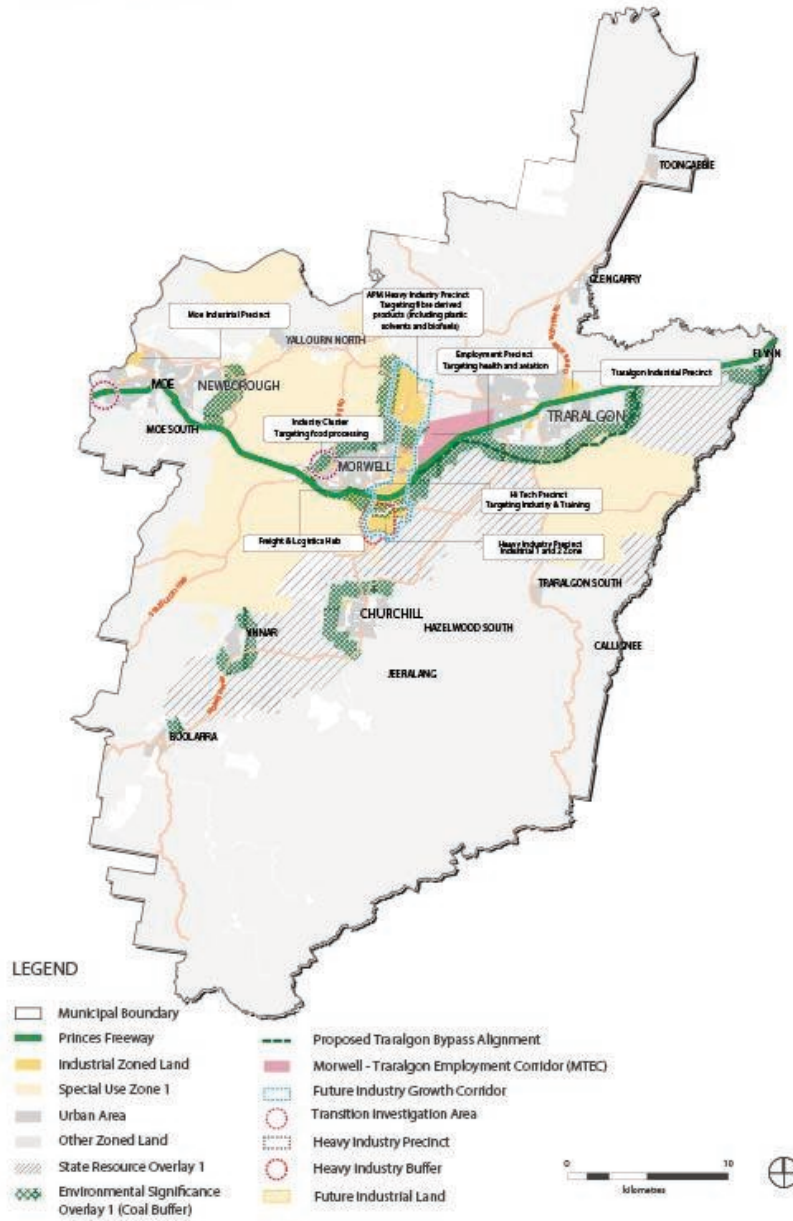 TOONGABBIE
GLENGARRY
APM Heavy Industry Precinct
Targeting fibre derived
products (including plastic
solvents and biofuels)
Moe Industrial Precinct
YALLOURN NORTH
Employment Precinct
Targeting health and aviation
Traralgon Industrial Precinct
FLYNN
MOE
NEWBOROUGH
TRARALGON
Industry Cluster
Targeting food processing
MOE SOUTH
MORWELL
Hi Tech Precinct
Targeting Industry & Training
Freight & Logistics Hub
Heavy Industry Precinct
Industrial 1 and 2 Zone
TRARALGON SOUTH
CHURCHILL
HAZELWOOD SOUTH
YINNAR
CALLIGNEE
JEERALANG
BOOLARRA
LEGEND
Municipal Boundary
Princes Freeway
Industrial Zoned Land
Special Use Zone 1
Urban Area
Other Zoned Land
State Resource Overlay 1
Environmental Significance
Overlay 1 (Coal Buffer)
Proposed Traralgon Bypass Alignment
Morwell - Traralgon Employment Corridor (MTEC)
Future Industry Growth Corridor
Transition Investigation Area
Heavy Industry Precinct
Heavy Industry Buffer
Future Industrial Land
0 10
kilometres